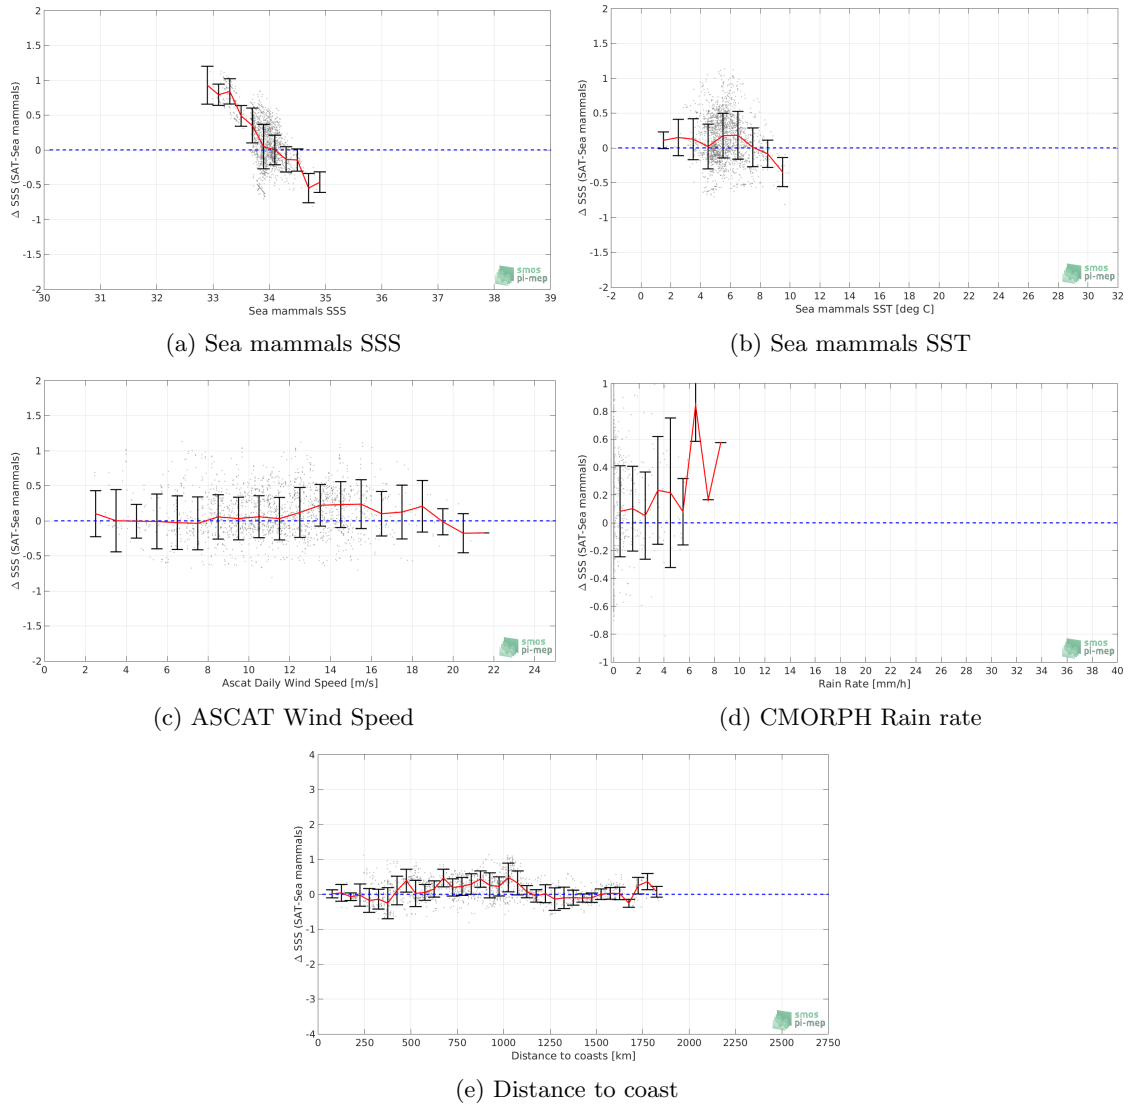 2
1.5
1
0.5
0
-0.5
-1
-1.5
-2
Δ SSS (SAT-Sea mammals)
30 31 32 33 34 35 36 37 38 39
Sea mammals SSS
smos
pi-mep
(a) Sea mammals SSS
2
1.5
1
0.5
0
-0.5
-1
-1.5
-2
Δ SSS (SAT-Sea mammals)
-2 0 2 4 6 8 10 12 14 16 18 20 22 24 26 28 30 32
Sea mammals SST [deg C]
smos
pi-mep
(b) Sea mammals SST
2
1.5
1
0.5
0
-0.5
-1
-1.5
-2
Δ SSS (SAT-Sea mammals)
0 2 4 6 8 10 12 14 16 18 20 22 24
Ascat Daily Wind Speed [m/s]
smos
pi-mep
(c) ASCAT Wind Speed
1
0.8
0.6
0.4
0.2
0
-0.2
-0.4
-0.6
-0.8
-1
Δ SSS (SAT-Sea mammals)
0 2 4 6 8 10 12 14 16 18 20 22 24 26 28 30 32 34 36 38 40
Rain Rate [mm/h]
smos
pi-mep
(d) CMORPH Rain rate
4
3
2
1
0
-1
-2
-3
-4
Δ SSS (SAT-Sea mammals)
0 250 500 750 1000 1250 1500 1750 2000 2250 2500 2750
Distance to coasts [km]
smos
pi-mep
(e) Distance to coast